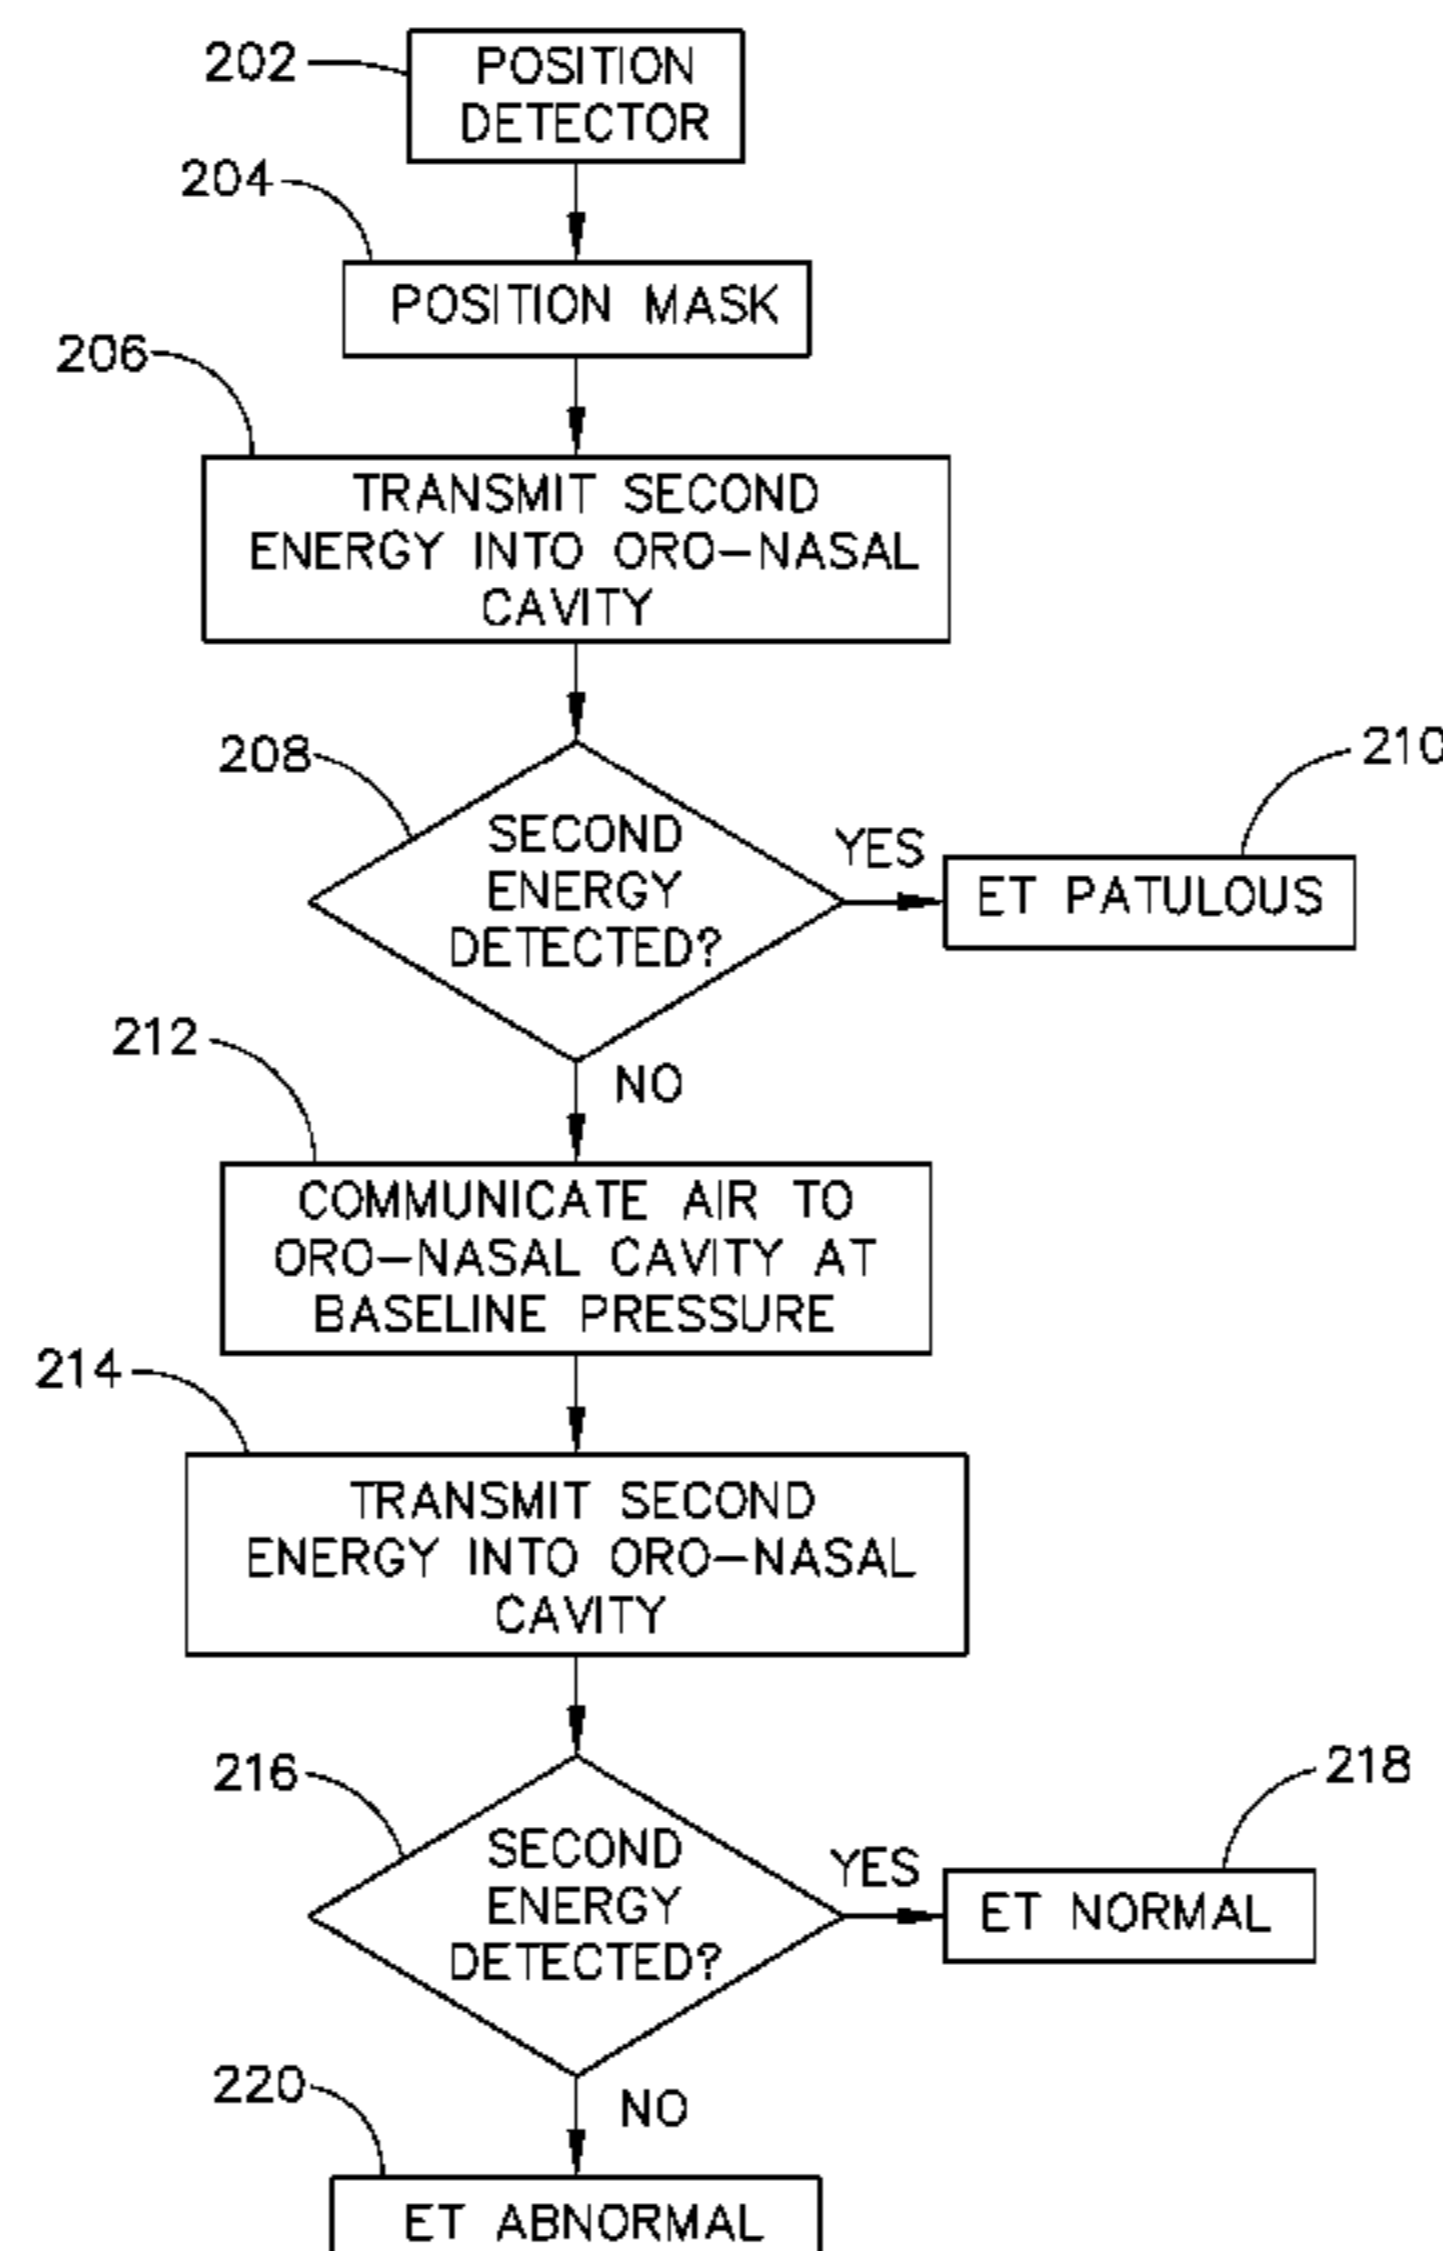 202
POSITION
DETECTOR
204
POSITION MASK
206
TRANSMIT SECOND
ENERGY INTO ORO-NASAL
CAVITY
208
SECOND
ENERGY
DETECTED?
YES
210
ET PATULOUS
NO
212
COMMUNICATE AIR TO
ORO-NASAL CAVITY AT
BASELINE PRESSURE
214
TRANSMIT SECOND
ENERGY INTO ORO-NASAL
CAVITY
216
SECOND
ENERGY
DETECTED?
YES
218
ET NORMAL
NO
220
ET ABNORMAL